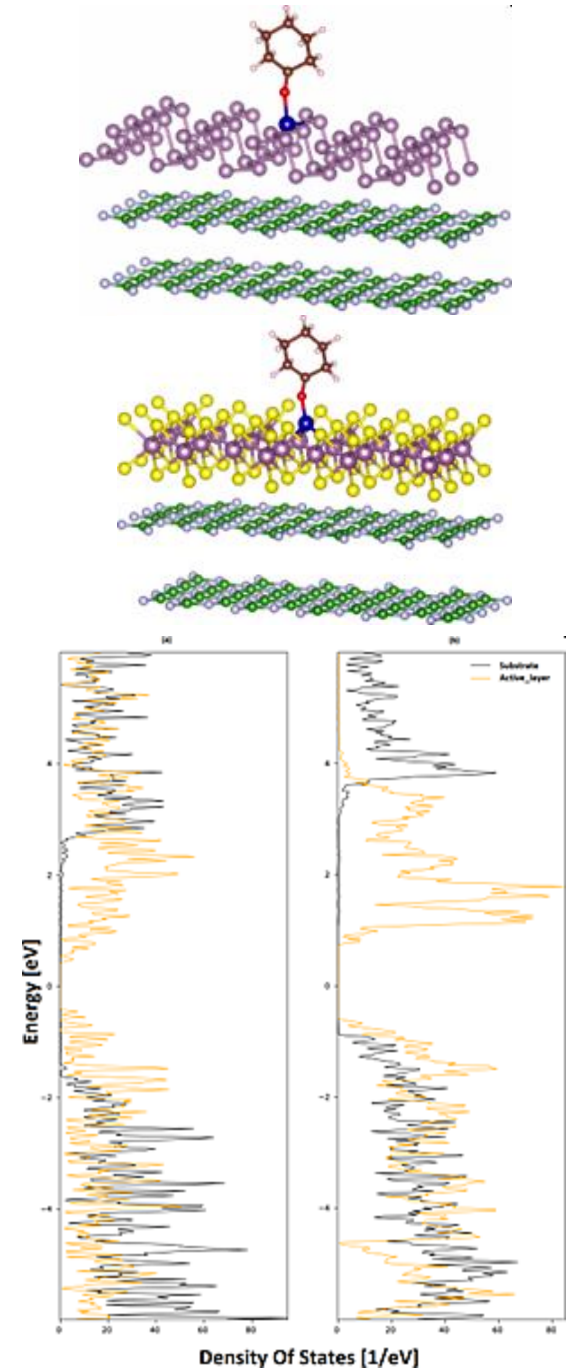 (a) (b)
Substrate
Active_layer
4
2
0
−2
−4
Energy [eV]
0 20 40 60 80 0 20 40 60 80
Density Of States [1/eV]